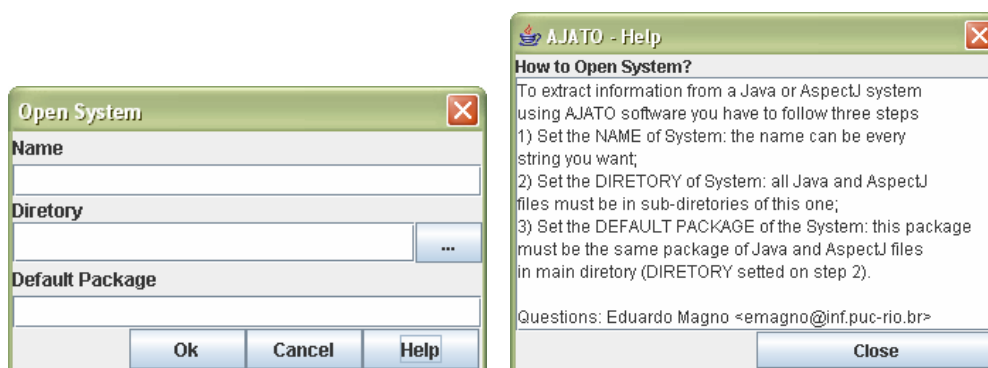 Open System
Name
Diretory
...
Default Package
Ok Cancel Help
AJATO - Help
How to Open System?
To extract information from a Java or AspectJ system
using AJATO software you have to follow three steps
1) Set the NAME of System: the name can be every
string you want;
2) Set the DIRETORY of System: all Java and AspectJ
files must be in sub-diretories of this one;
3) Set the DEFAULT PACKAGE of the System: this package
must be the same package of Java and AspectJ files
in main diretory (DIRETORY setted on step 2).
Questions: Eduardo Magno <emagno@inf.puc-rio.br>
Close